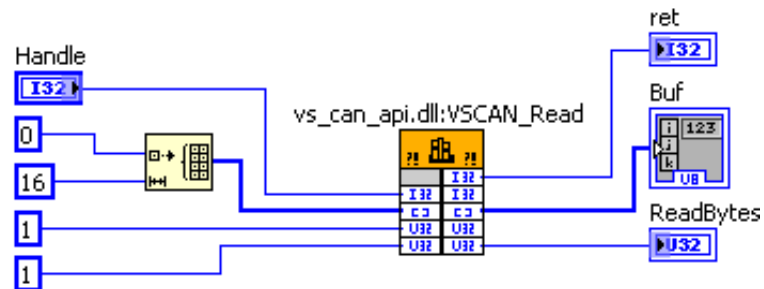 ret
Handle
I32
I32
Buf
vs_can_api.dll:VSCAN_Read
0
i
123
j
k
?!
?!
16
I32
U8
I32
I32
ReadBytes
1
U32
U32
U32
U32
U32
1